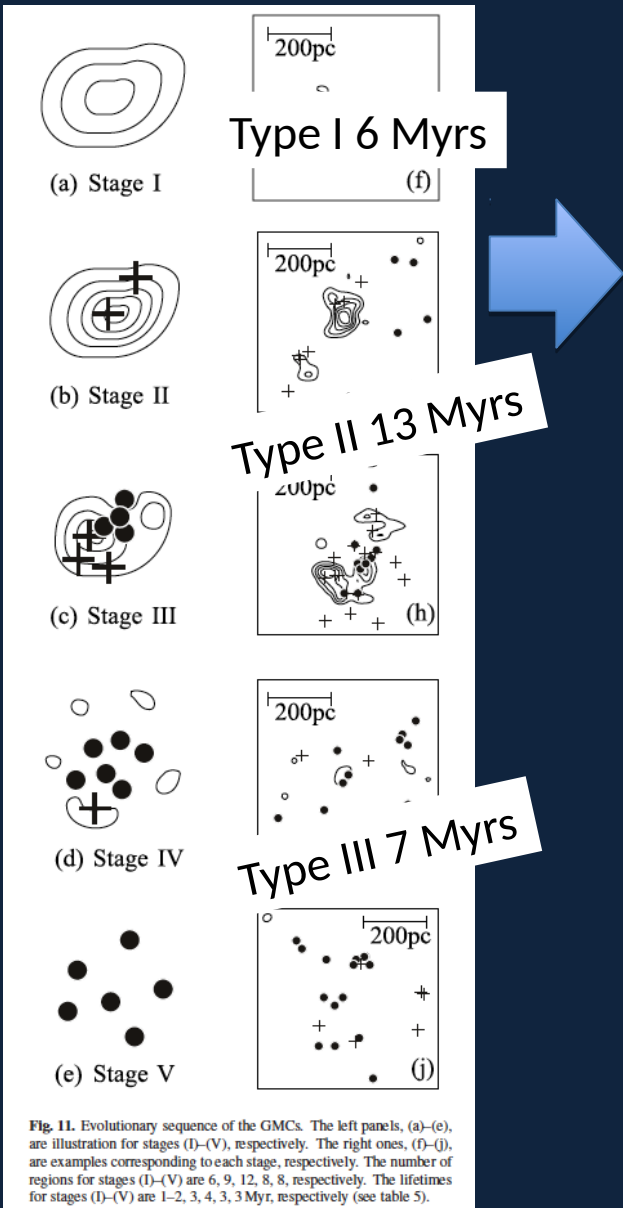 200pc
Type I 6 Myrs
(a) Stage I
(f)
200pc
(b) Stage II
Type II 13 Myrs
200pc
(c) Stage III
(h)
200pc
(d) Stage IV
Type III 7 Myrs
200pc
(e) Stage V
(j)
Fig. 11. Evolutionary sequence of the GMCs. The left panels, (a)–(e),
are illustration for stages (I)–(V), respectively. The right ones, (f)–(j),
are examples corresponding to each stage, respectively. The number of
regions for stages (I)–(V) are 6, 9, 12, 8, 8, respectively. The lifetimes
for stages (I)–(V) are 1–2, 3, 4, 3, 3 Myr, respectively (see table 5).